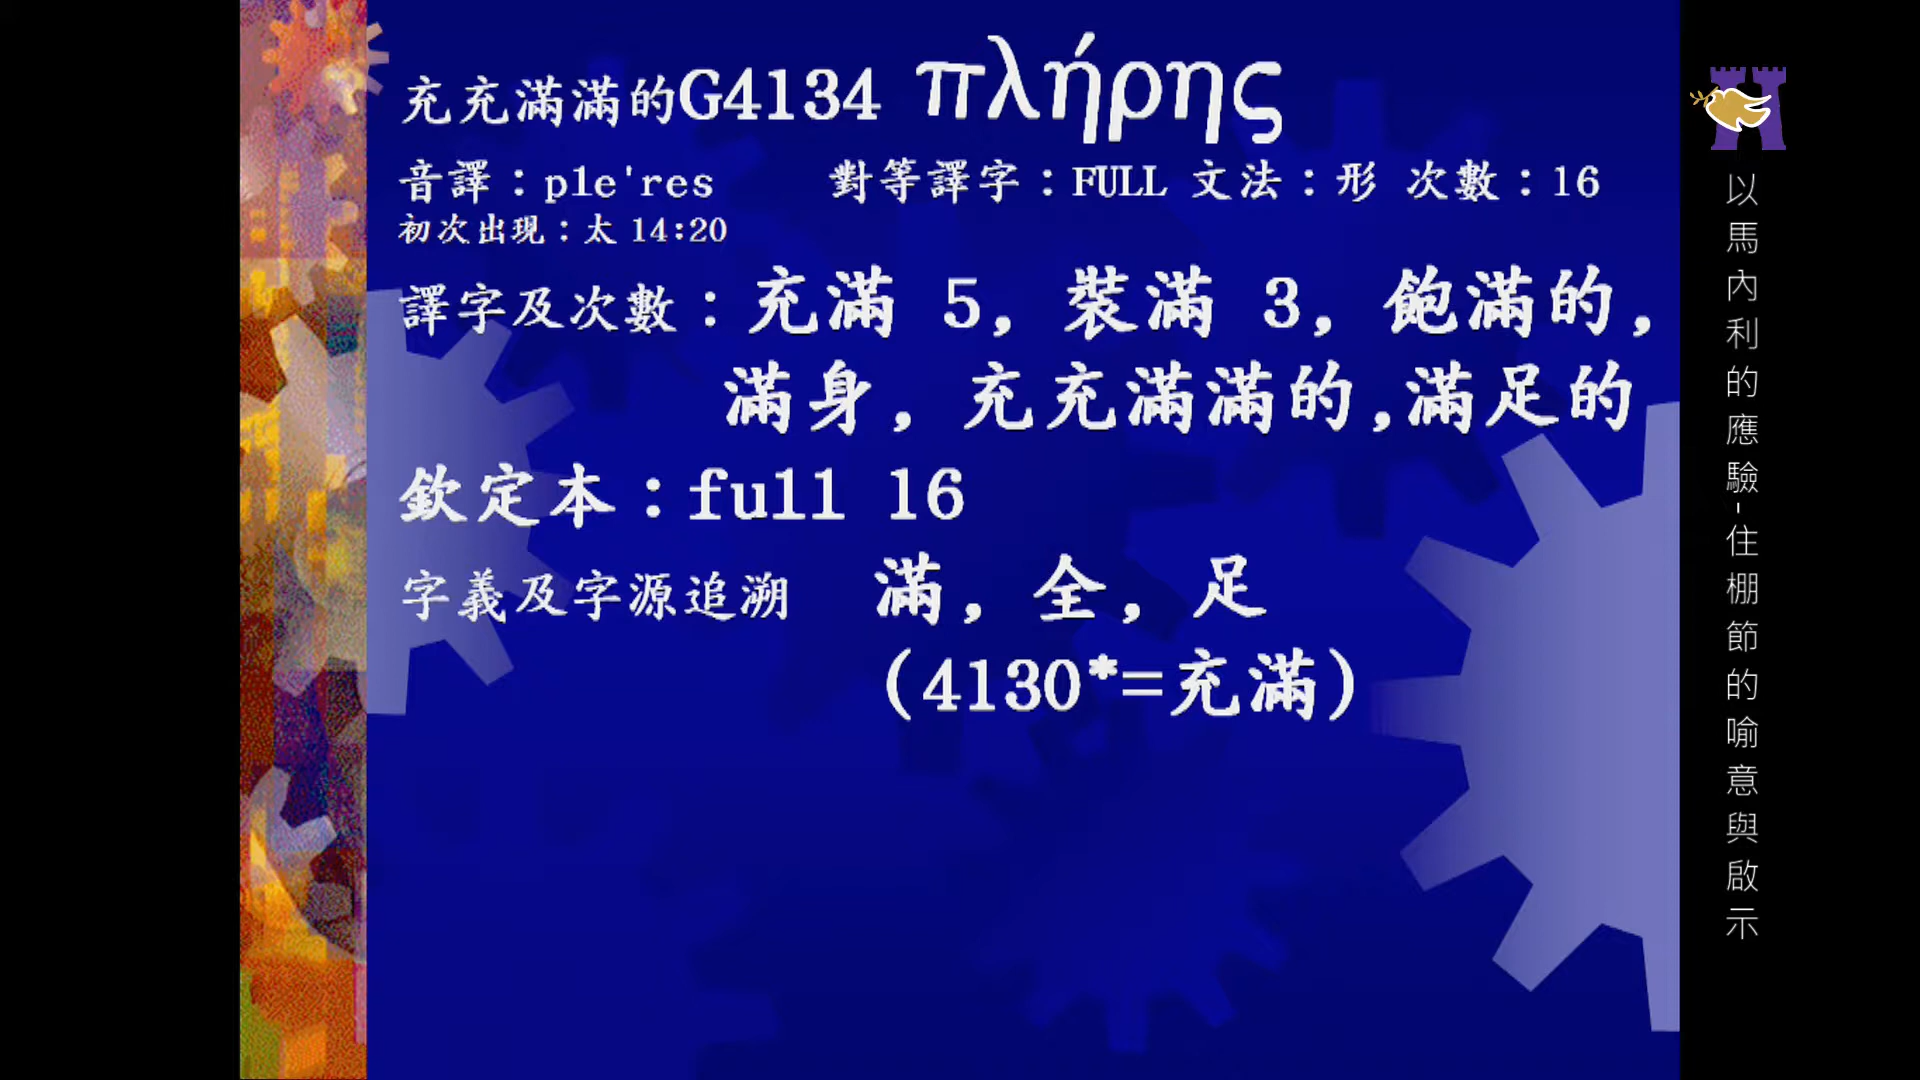 充充滿滿的G4134 πλήρης
音譯：ple'res 對等譯字：FULL 文法：形 次數：16
初次出現：太 14:20
譯字及次數：充滿 5, 裝滿 3, 飽滿的,
滿身, 充充滿滿的,滿足的
欽定本：full 16
字義及字源追溯 滿, 全, 足
(4130*=充滿)
以馬內利的應驗-住棚節的喻意與啟示